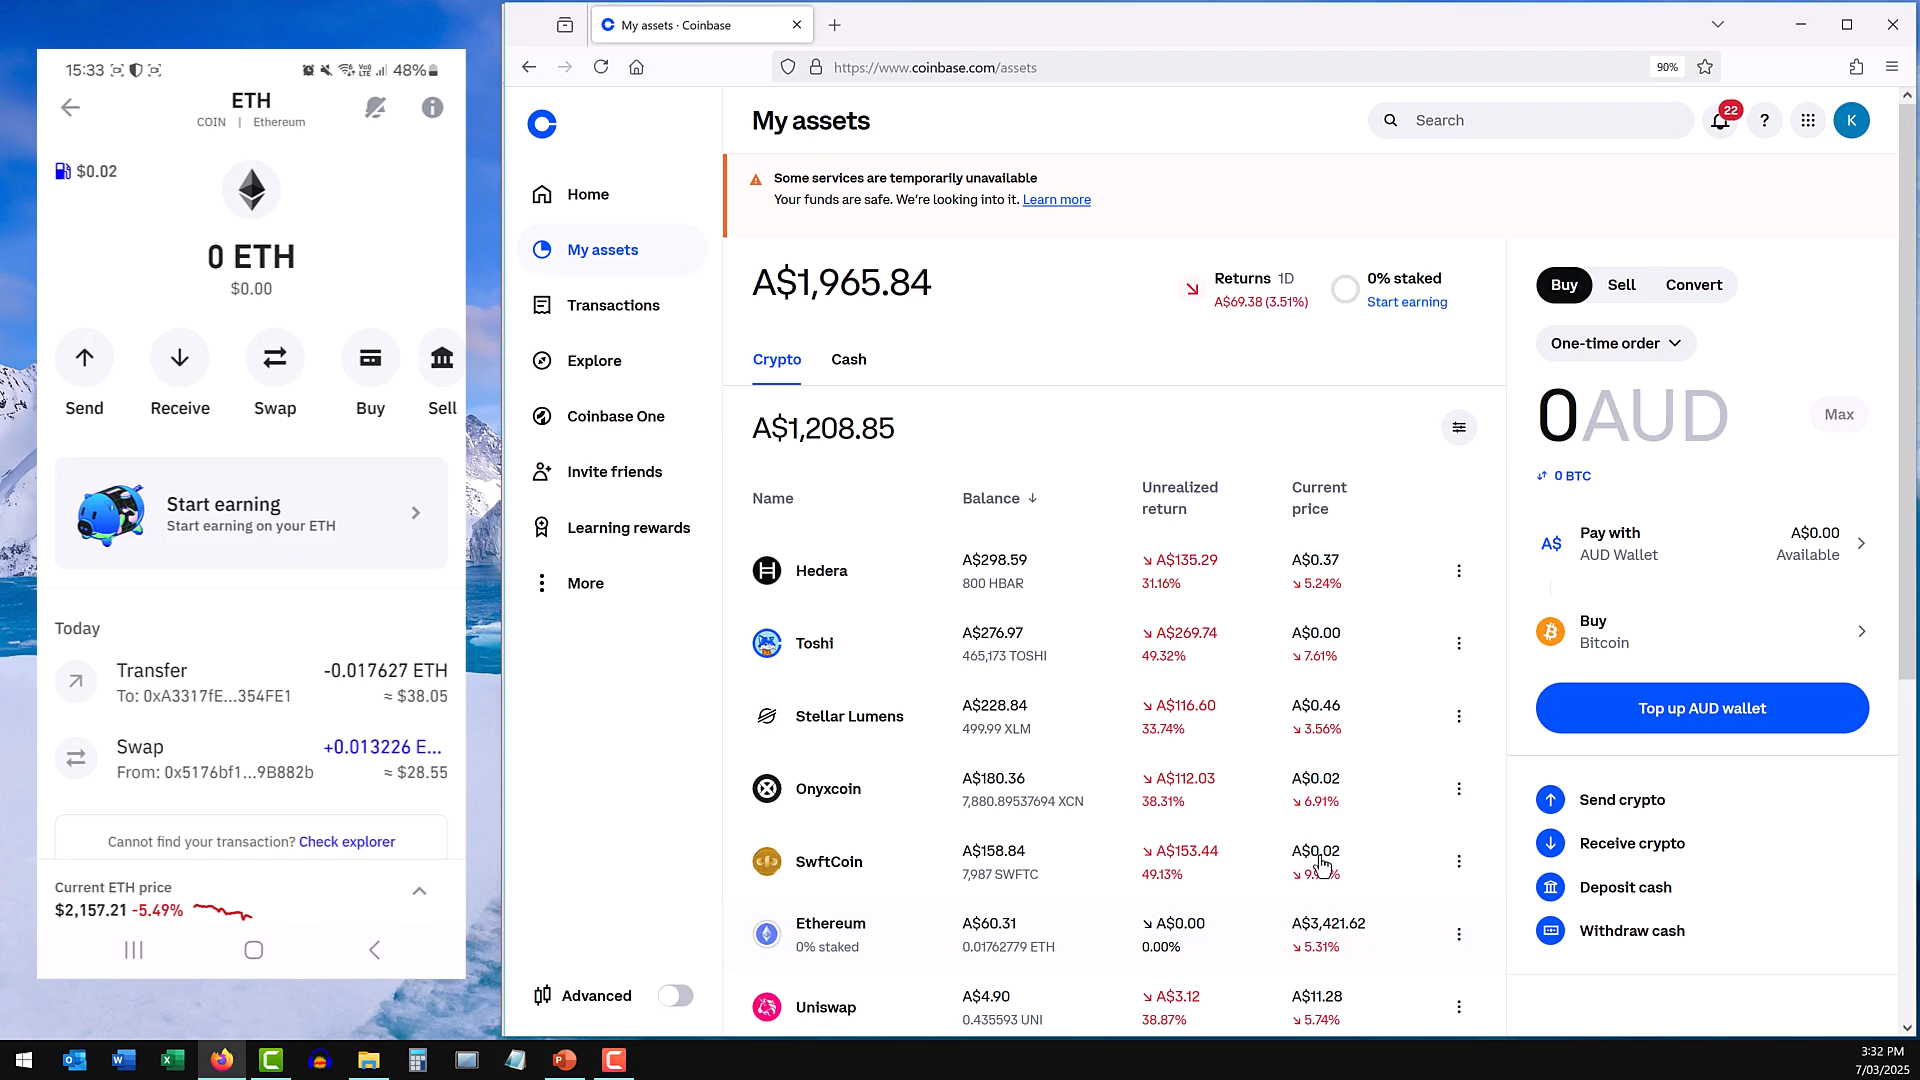 15:33
48%
ETH
COIN | Ethereum
$0.02
0 ETH
$0.00
Send
Receive
Swap
Buy
Sell
Start earning
Start earning on your ETH
Today
Transfer
-0.017627 ETH
To: 0xA3317fE...354FE1
≈ $38.05
Swap
+0.013226 E...
From: 0x5176bf1...9B882b
≈ $28.55
Cannot find your transaction? Check explorer
Current ETH price
$2,157.21 -5.49%
My assets · Coinbase
https://www.coinbase.com/assets
90%
Home
My assets
Transactions
Explore
Coinbase One
Invite friends
Learning rewards
More
Advanced
My assets
Search
22
?
K
Some services are temporarily unavailable
Your funds are safe. We're looking into it. Learn more
A$1,965.84
Returns 1D
A$69.38 (3.51%)
0% staked
Start earning
Crypto
Cash
A$1,208.85
Name
Balance
Unrealized
return
Current
price
Hedera
A$298.59
800 HBAR
A$135.29
31.16%
A$0.37
5.24%
Toshi
A$276.97
465,173 TOSHI
A$269.74
49.32%
A$0.00
7.61%
Stellar Lumens
A$228.84
499.99 XLM
A$116.60
33.74%
A$0.46
3.56%
Onyxcoin
A$180.36
7,880.89537694 XCN
A$112.03
38.31%
A$0.02
6.91%
SwftCoin
A$158.84
7,987 SWFTC
A$153.44
49.13%
A$0.02
Ethereum
0% staked
A$60.31
0.01762779 ETH
A$0.00
0.00%
A$3,421.62
5.31%
Uniswap
A$4.90
0.435593 UNI
A$3.12
38.87%
A$11.28
5.74%
Buy
Sell
Convert
One-time order
0AUD
Max
0 BTC
A$
Pay with
AUD Wallet
A$0.00
Available
Buy
Bitcoin
Top up AUD wallet
Send crypto
Receive crypto
Deposit cash
Withdraw cash
3:32 PM
7/03/2025